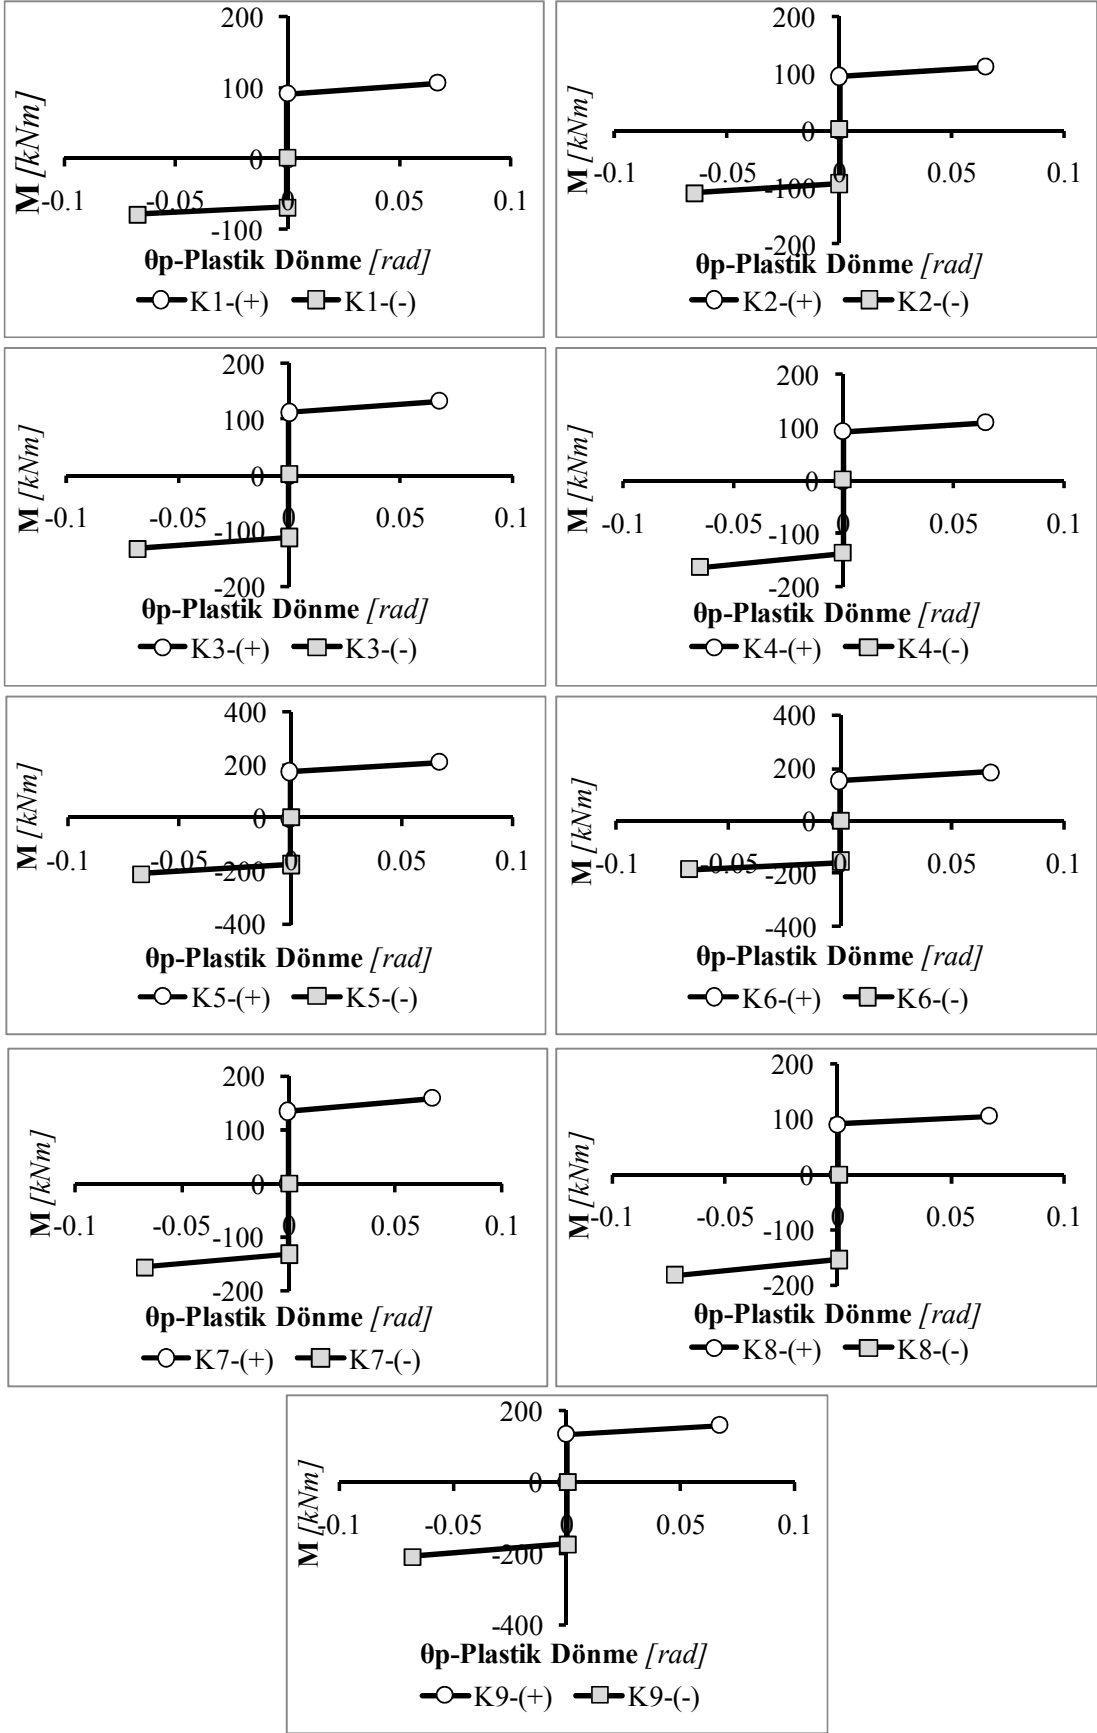 200
100
0
-100
M [kNm]
-0.1 0 0.05 0.1
θp-Plastik Dönme [rad]
K1-(+) K1-(-)
200
100
0
-100
-200
M [kNm]
-0.1 -0.05 0 0.05 0.1
θp-Plastik Dönme [rad]
K2-(+) K2-(-)
200
100
0
-100
-200
M [kNm]
-0.1 -0.05 0 0.05 0.1
θp-Plastik Dönme [rad]
K3-(+) K3-(-)
200
100
0
-100
-200
M [kNm]
-0.1 -0.05 0 0.05 0.1
θp-Plastik Dönme [rad]
K4-(+) K4-(-)
400
200
0
-200
-400
M [kNm]
-0.1 -0.05 0 0.05 0.1
θp-Plastik Dönme [rad]
K5-(+) K5-(-)
400
200
0
-200
-400
M [kNm]
-0.1 -0.05 0 0.05 0.1
θp-Plastik Dönme [rad]
K6-(+) K6-(-)
200
100
0
-100
-200
M [kNm]
-0.1 -0.05 0 0.05 0.1
θp-Plastik Dönme [rad]
K7-(+) K7-(-)
200
100
0
-100
-200
M [kNm]
-0.1 -0.05 0 0.05 0.1
θp-Plastik Dönme [rad]
K8-(+) K8-(-)
200
0
-200
-400
M [kNm]
-0.1 -0.05 0 0.05 0.1
θp-Plastik Dönme [rad]
K9-(+) K9-(-)